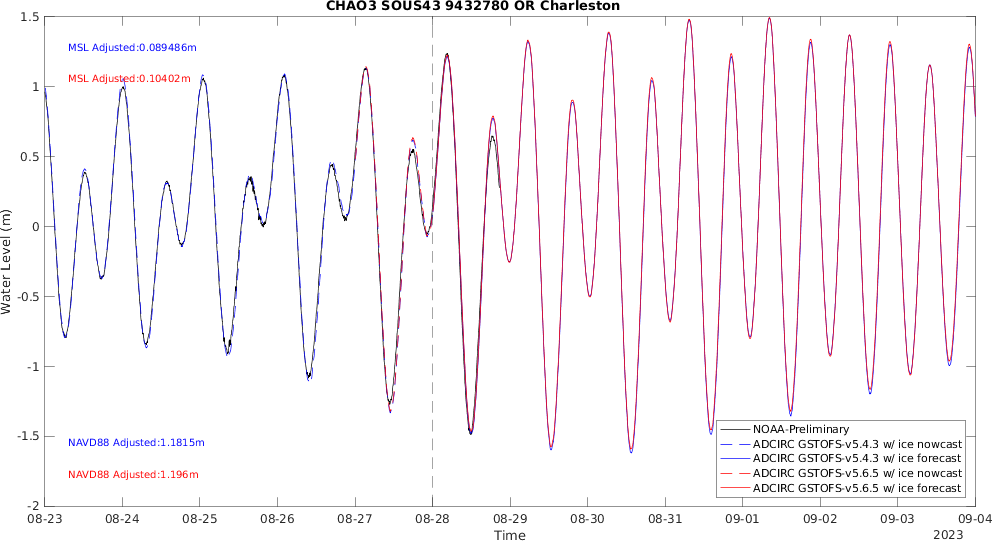 CHAO3 SOUS43 9432780 OR Charleston
1.5
MSL Adjusted:0.089486m
MSL Adjusted:0.10402m
1
0.5
0
Water Level (m)
-0.5
-1
-1.5
NAVD88 Adjusted:1.1815m
NAVD88 Adjusted:1.196m
-2
NOAA-Preliminary
ADCIRC GSTOFS-v5.4.3 w/ ice nowcast
ADCIRC GSTOFS-v5.4.3 w/ ice forecast
ADCIRC GSTOFS-v5.6.5 w/ ice nowcast
ADCIRC GSTOFS-v5.6.5 w/ ice forecast
08-23 08-24 08-25 08-26 08-27 08-28 08-29 08-30 08-31 09-01 09-02 09-03 09-04
Time
2023